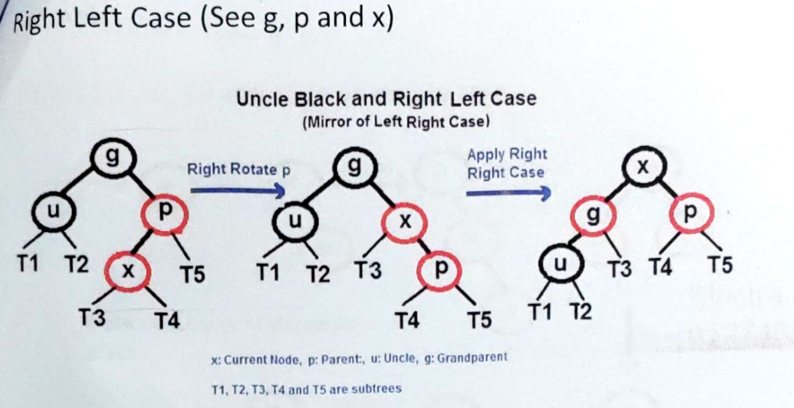 Right Left Case (See g, p and x)
Uncle Black and Right Left Case
(Mirror of Left Right Case)
g
u
p
T1 T2
x
T5
T3
T4
Right Rotate p
g
u
x
T1 T2 T3
p
T4
T5
Apply Right
Right Case
x
g
p
u
T3 T4 T5
T1 T2
x: Current Node, p: Parent:, u: Uncle, g: Grandparent
T1, T2, T3, T4 and T5 are subtrees